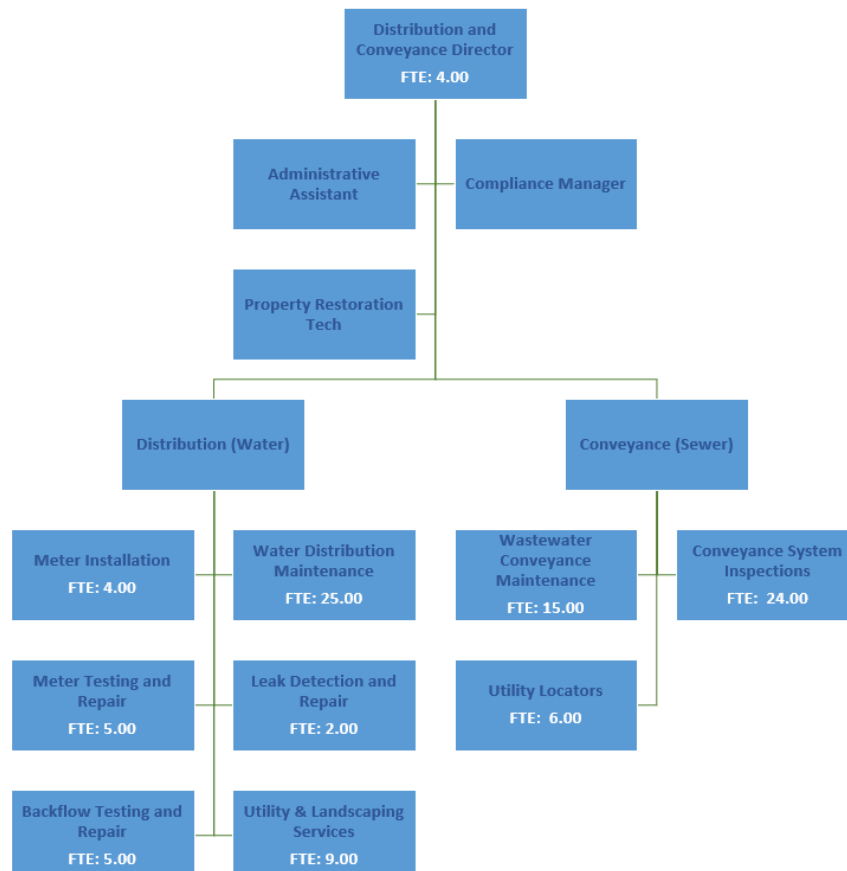 Distribution and
Conveyance Director
FTE: 4.00
Administrative
Assistant
Compliance Manager
Property Restoration
Tech
Distribution (Water)
Conveyance (Sewer)
Meter Installation
FTE: 4.00
Water Distribution
Maintenance
FTE: 25.00
Wastewater
Conveyance
Maintenance
FTE: 15.00
Conveyance System
Inspections
FTE: 24.00
Meter Testing and
Repair
FTE: 5.00
Leak Detection and
Repair
FTE: 2.00
Utility Locators
FTE: 6.00
Backflow Testing and
Repair
FTE: 5.00
Utility & Landscaping
Services
FTE: 9.00